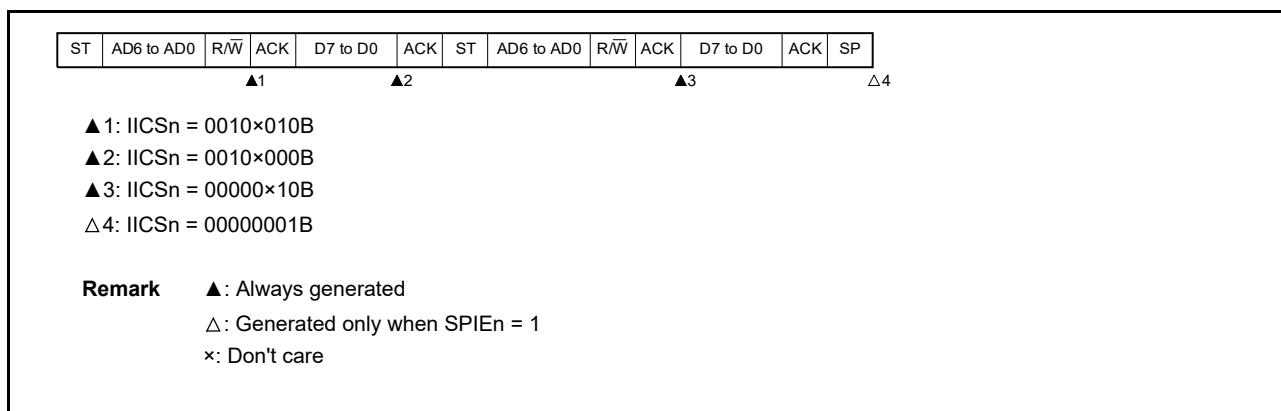 ST AD6 to AD0 R/W̅ ACK D7 to D0 ACK ST AD6 to AD0 R/W̅ ACK D7 to D0 ACK SP
▲1 ▲2 ▲3 △4
▲1: IICSn = 0010×010B
▲2: IICSn = 0010×000B
▲3: IICSn = 00000×10B
△4: IICSn = 00000001B
Remark ▲: Always generated
△: Generated only when SPIEn = 1
×: Don't care